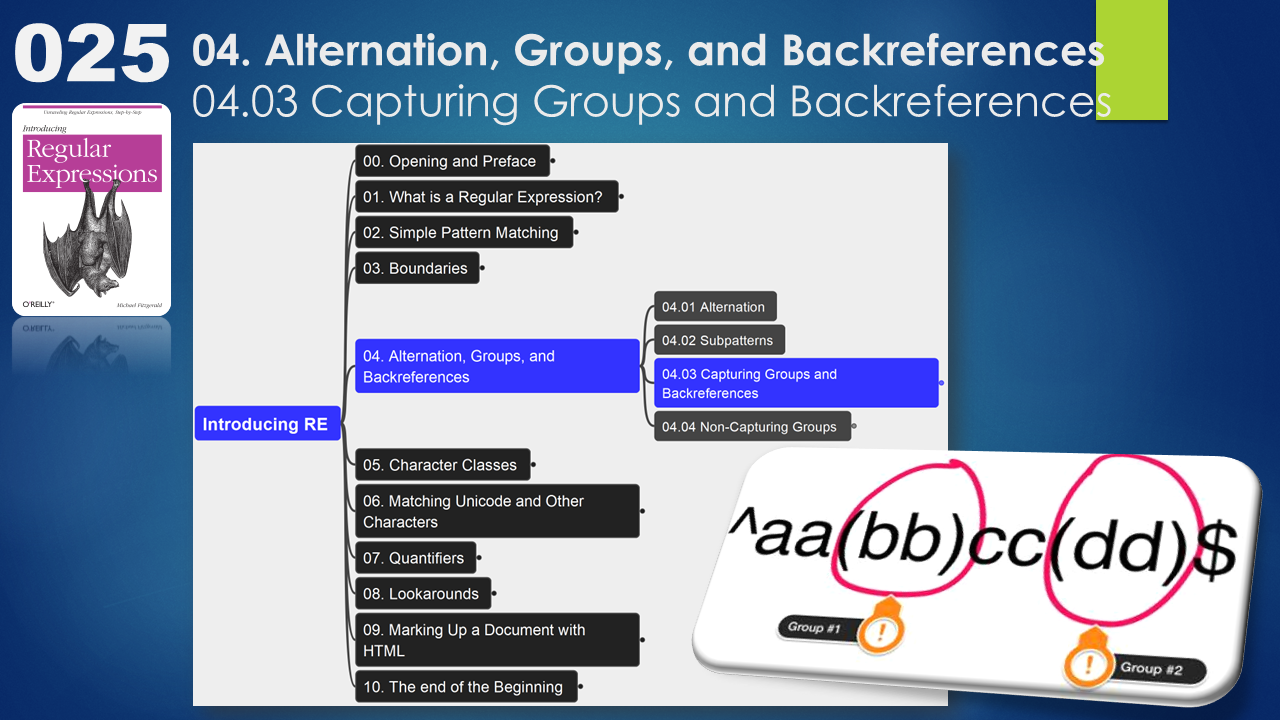 025
04. Alternation, Groups, and Backreferences
04.03 Capturing Groups and Backreferences
Unraveling Regular Expressions, Step-by-Step
Introducing
Regular
Expressions
O'REILLY
Michael Fitzgerald
00. Opening and Preface
01. What is a Regular Expression?
02. Simple Pattern Matching
03. Boundaries
04. Alternation, Groups, and
Backreferences
04.01 Alternation
04.02 Subpatterns
04.03 Capturing Groups and
Backreferences
04.04 Non-Capturing Groups
Introducing RE
05. Character Classes
06. Matching Unicode and Other
Characters
07. Quantifiers
08. Lookarounds
09. Marking Up a Document with
HTML
10. The end of the Beginning
^aa(bb)cc(dd)$
Group #1
!
!
Group #2